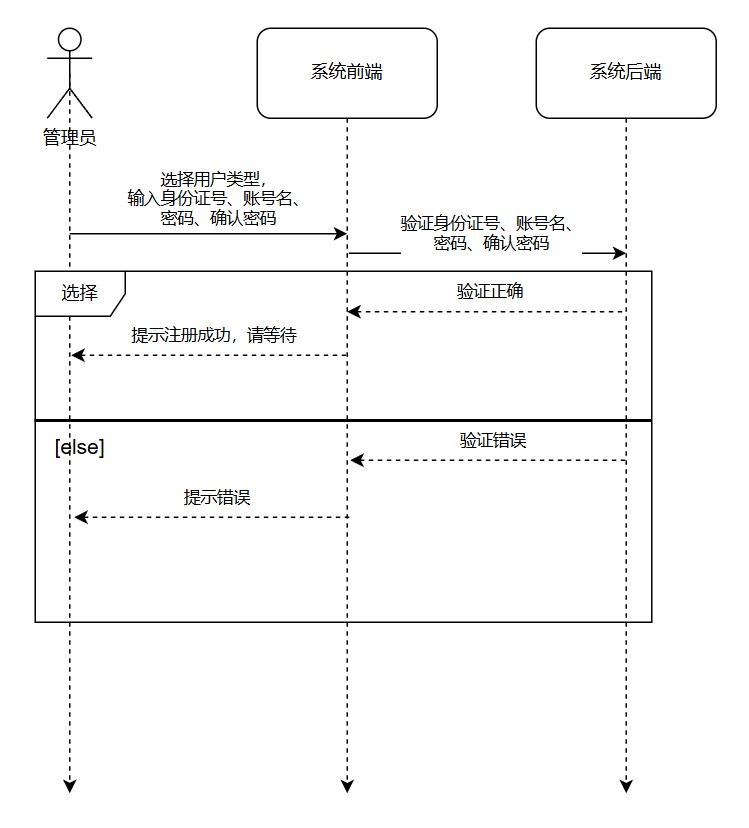 系统前端
系统后端
管理员
选择用户类型，
输入身份证号、账号名、
密码、确认密码
验证身份证号、账号名、
密码、确认密码
选择
验证正确
提示注册成功，请等待
[else]
验证错误
提示错误